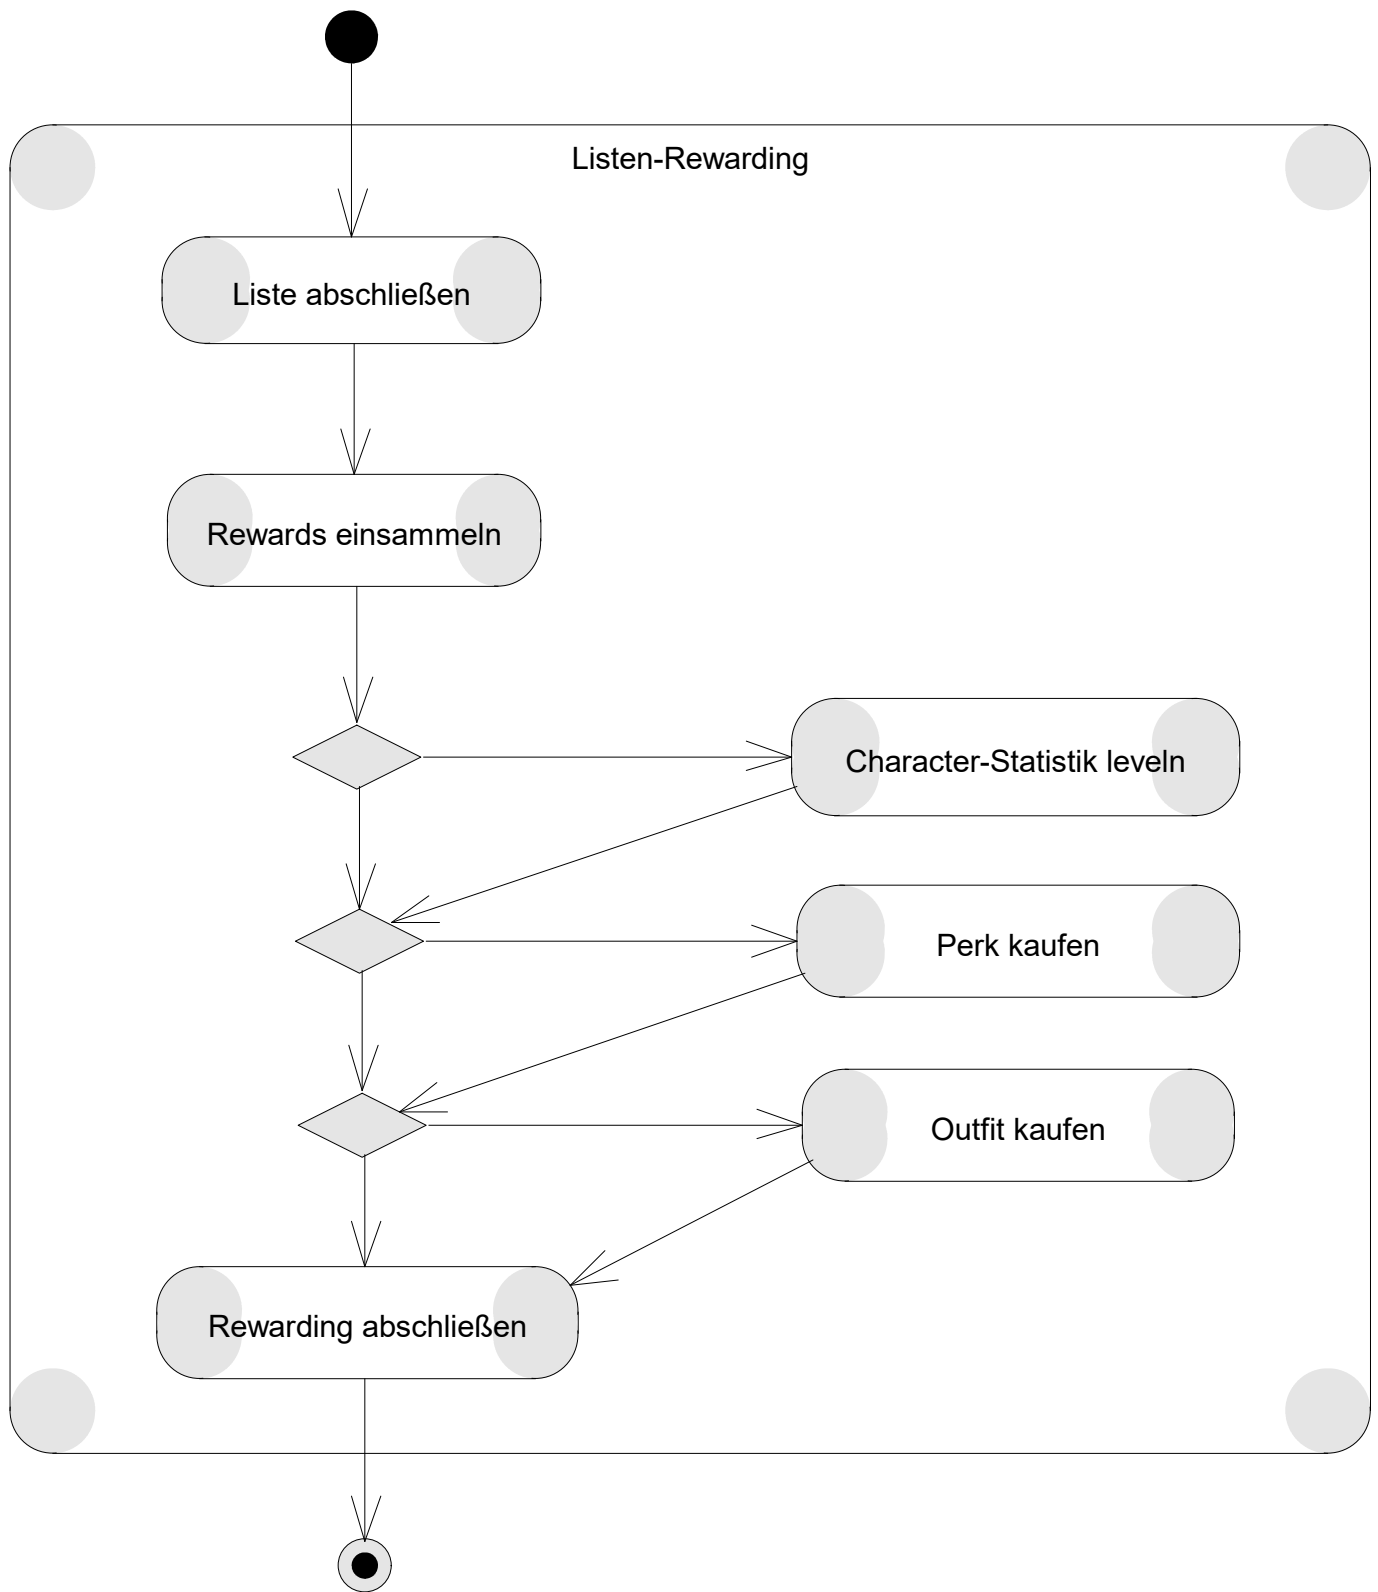 Listen-Rewarding
Liste abschließen
Rewards einsammeln
Character-Statistik leveln
Perk kaufen
Outfit kaufen
Rewarding abschließen